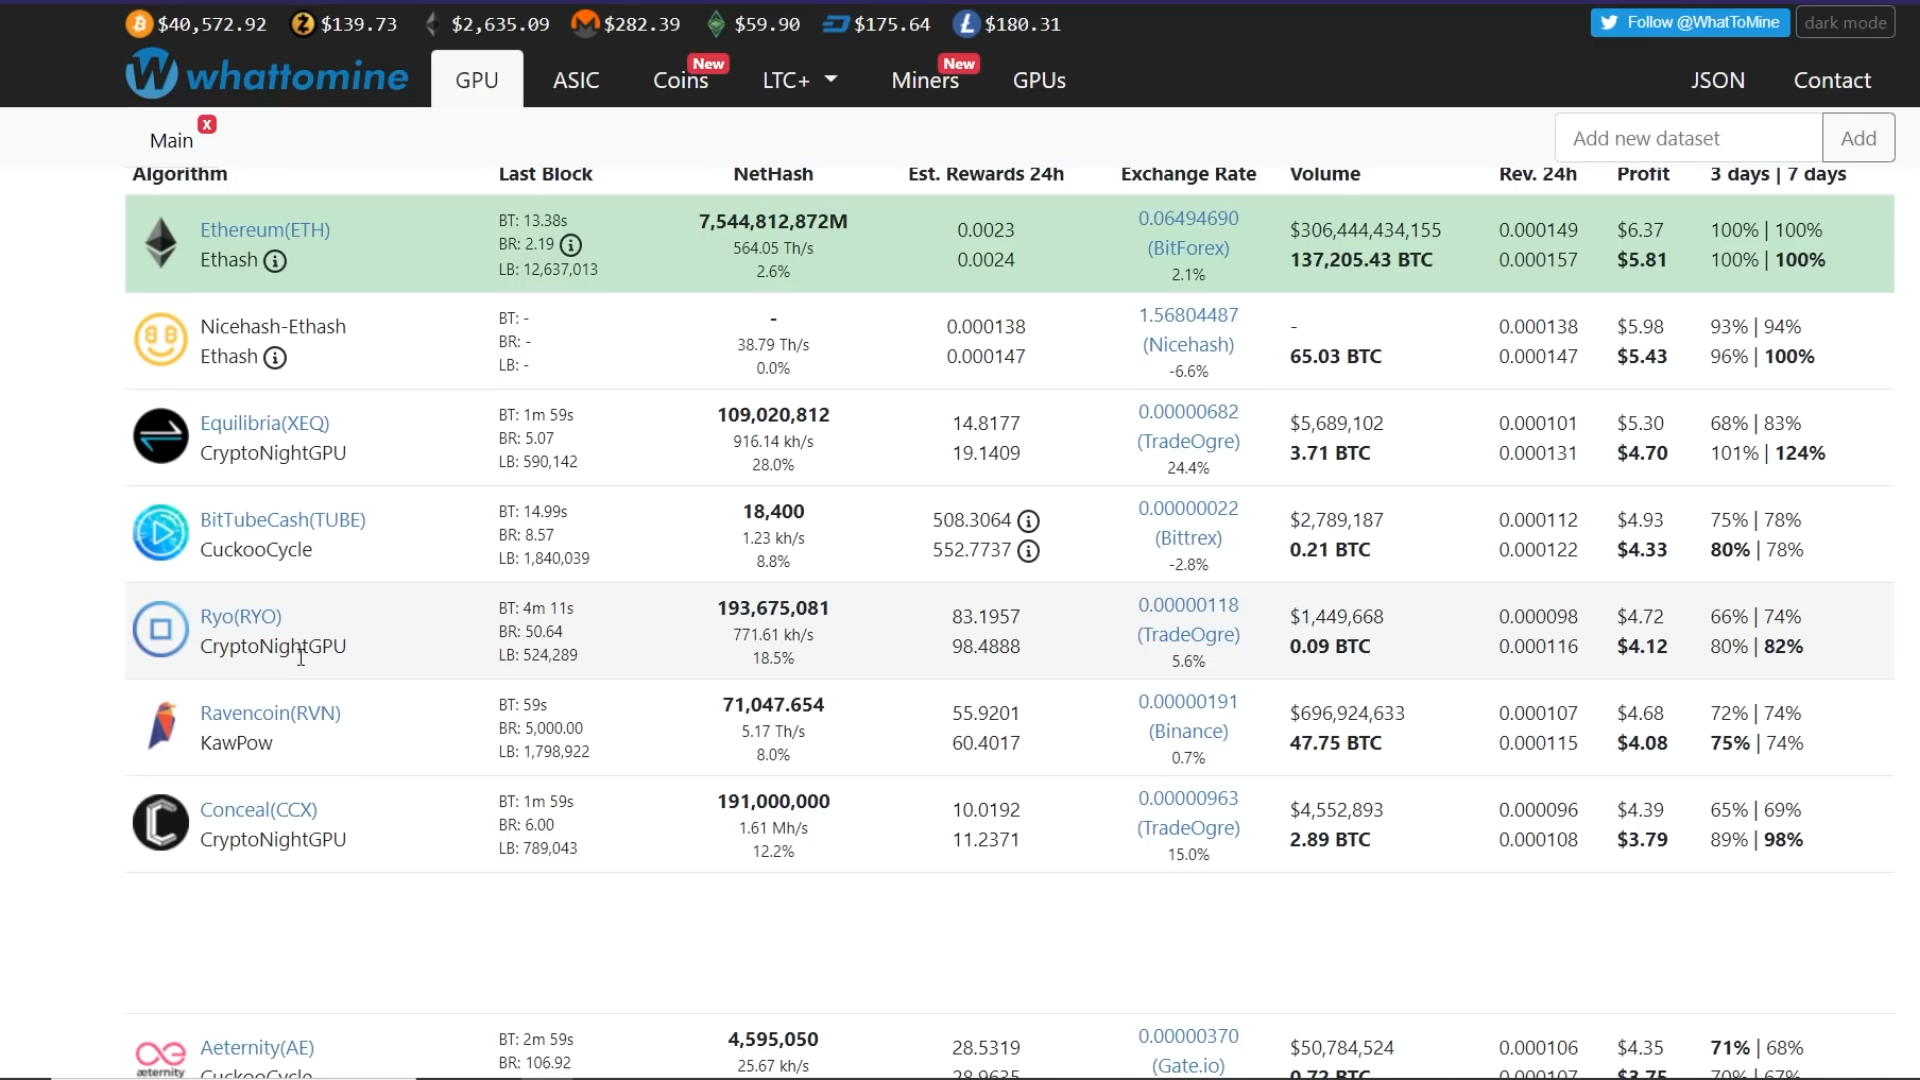 $40,572.92 $139.73 $2,635.09 $282.39 $59.90 $175.64 $180.31 Follow @WhatToMine dark mode
whattomine GPU ASIC Coins New LTC+ Miners New GPUs JSON Contact
Main x Add new dataset Add
Algorithm Last Block NetHash Est. Rewards 24h Exchange Rate Volume Rev. 24h Profit 3 days | 7 days
Ethereum(ETH)
Ethash
BT: 13.38s
BR: 2.19
LB: 12,637,013
7,544,812,872M
564.05 Th/s
2.6%
0.0023
0.0024
0.06494690
(BitForex)
2.1%
$306,444,434,155
137,205.43 BTC
0.000149
0.000157
$6.37
$5.81
100% | 100%
100% | 100%
Nicehash-Ethash
Ethash
BT: -
BR: -
LB: -
-
38.79 Th/s
0.0%
0.000138
0.000147
1.56804487
(Nicehash)
-6.6%
-
65.03 BTC
0.000138
0.000147
$5.98
$5.43
93% | 94%
96% | 100%
Equilibria(XEQ)
CryptoNightGPU
BT: 1m 59s
BR: 5.07
LB: 590,142
109,020,812
916.14 kh/s
28.0%
14.8177
19.1409
0.00000682
(TradeOgre)
24.4%
$5,689,102
3.71 BTC
0.000101
0.000131
$5.30
$4.70
68% | 83%
101% | 124%
BitTubeCash(TUBE)
CuckooCycle
BT: 14.99s
BR: 8.57
LB: 1,840,039
18,400
1.23 kh/s
8.8%
508.3064
552.7737
0.00000022
(Bittrex)
-2.8%
$2,789,187
0.21 BTC
0.000112
0.000122
$4.93
$4.33
75% | 78%
80% | 78%
Ryo(RYO)
CryptoNightGPU
BT: 4m 11s
BR: 50.64
LB: 524,289
193,675,081
771.61 kh/s
18.5%
83.1957
98.4888
0.00000118
(TradeOgre)
5.6%
$1,449,668
0.09 BTC
0.000098
0.000116
$4.72
$4.12
66% | 74%
80% | 82%
Ravencoin(RVN)
KawPow
BT: 59s
BR: 5,000.00
LB: 1,798,922
71,047.654
5.17 Th/s
8.0%
55.9201
60.4017
0.00000191
(Binance)
0.7%
$696,924,633
47.75 BTC
0.000107
0.000115
$4.68
$4.08
72% | 74%
75% | 74%
Conceal(CCX)
CryptoNightGPU
BT: 1m 59s
BR: 6.00
LB: 789,043
191,000,000
1.61 Mh/s
12.2%
10.0192
11.2371
0.00000963
(TradeOgre)
15.0%
$4,552,893
2.89 BTC
0.000096
0.000108
$4.39
$3.79
65% | 69%
89% | 98%
æternity
Aeternity(AE)
CuckooCycle
BT: 2m 59s
BR: 106.92
4,595,050
25.67 kh/s
28.5319
28.9635
0.00000370
(Gate.io)
$50,784,524
0.72 BTC
0.000106
0.000107
$4.35
$3.75
71% | 68%
70% | 67%